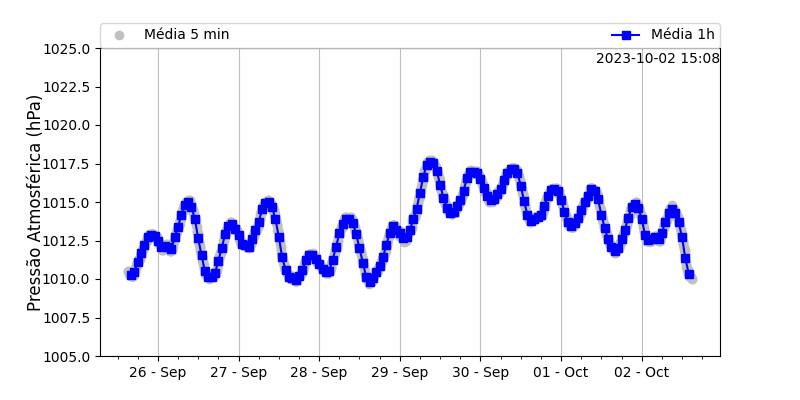 Média 5 min
Média 1h
2023-10-02 15:08
Pressão Atmosférica (hPa)
1025.0
1022.5
1020.0
1017.5
1015.0
1012.5
1010.0
1007.5
1005.0
26 - Sep
27 - Sep
28 - Sep
29 - Sep
30 - Sep
01 - Oct
02 - Oct